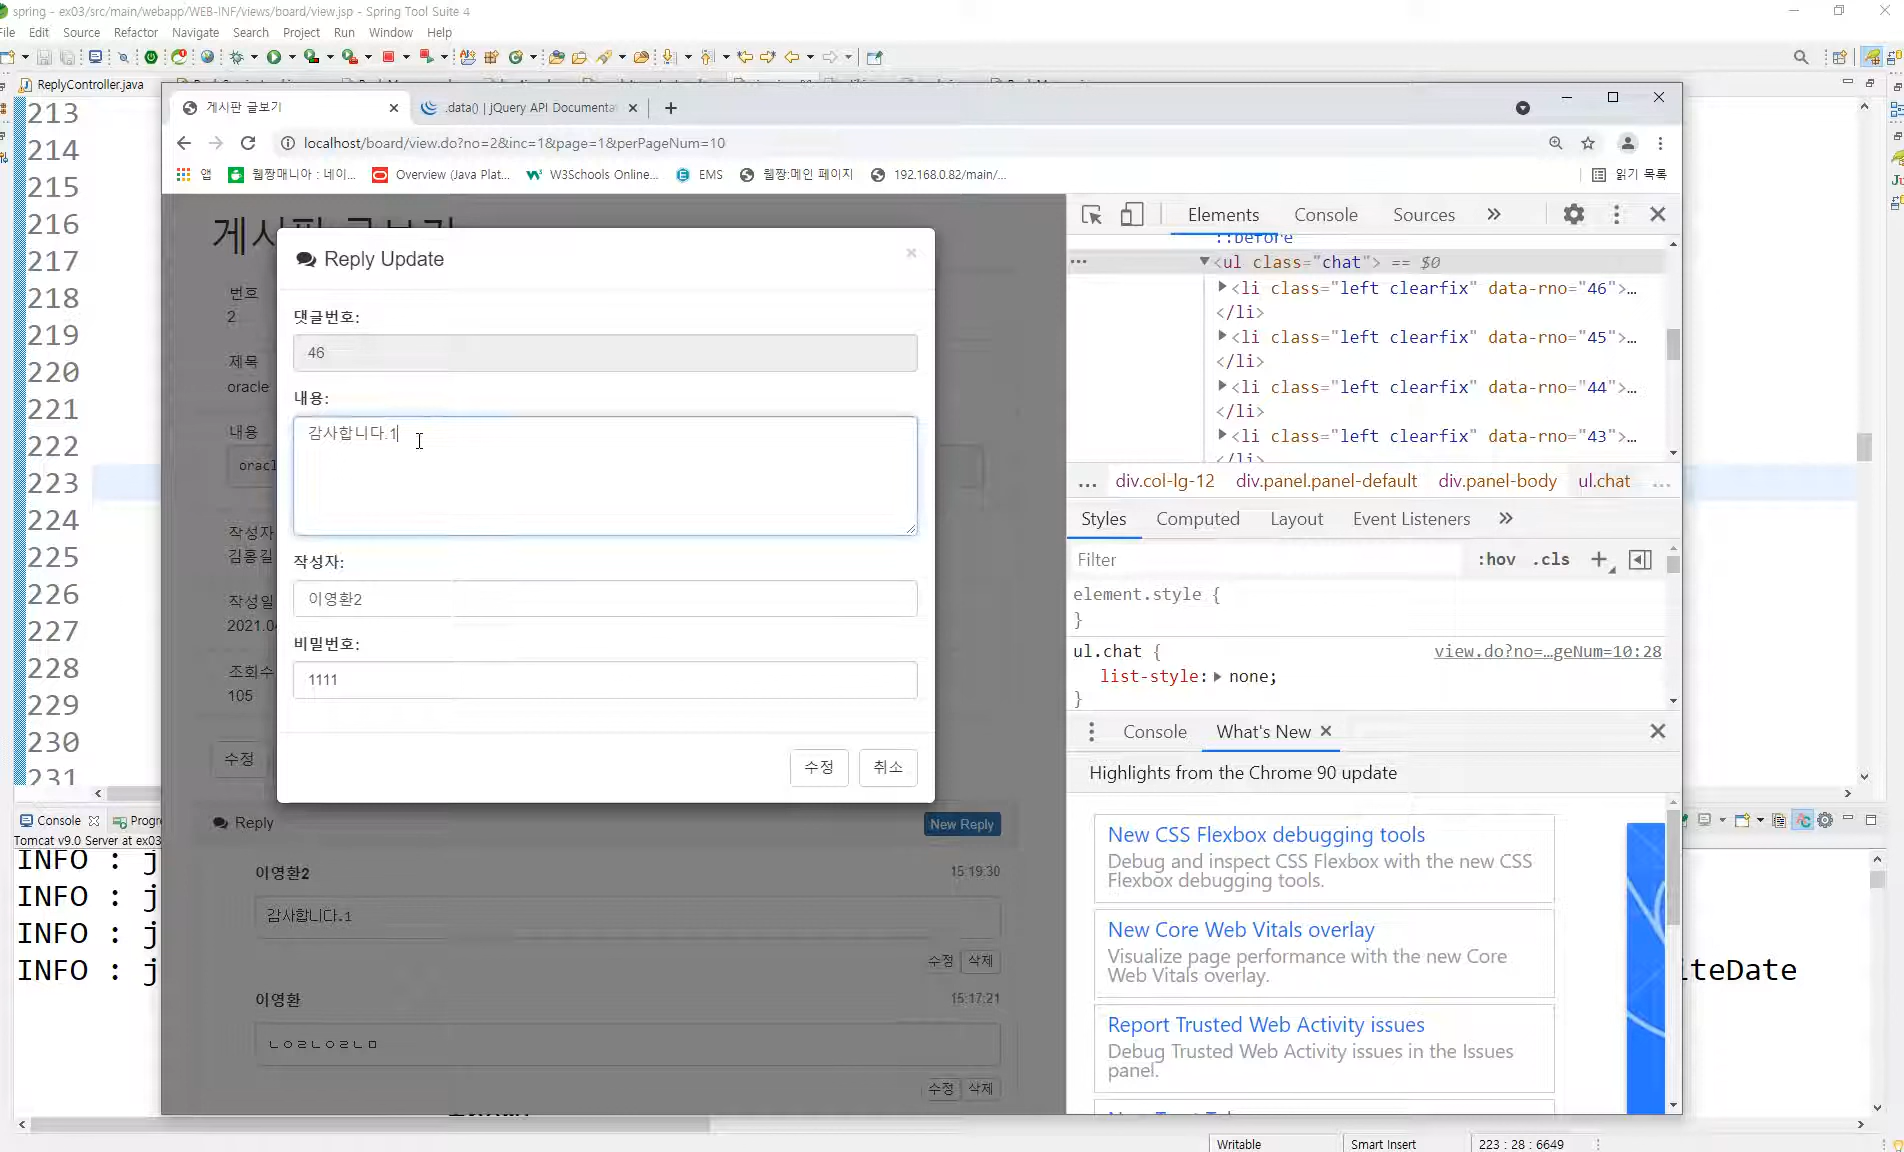 spring - ex03/src/main/webapp/WEB-INF/views/board/view.jsp - Spring Tool Suite 4
File Edit Source Refactor Navigate Search Project Run Window Help
ReplyController.java
게시판 글보기
.data() | jQuery API Documenta
localhost/board/view.do?no=2&inc=1&page=1&perPageNum=10
앱
웹짱매니아 : 네이...
Overview (Java Plat...
W3Schools Online...
EMS
웹짱:메인 페이지
192.168.0.82/main/...
읽기 목록
213
214
215
216
217
218
219
220
221
222
223
224
225
226
227
228
229
230
231
게시판 글보기
번호
2
제목
oracle
내용
oracl
작성자
김홍길
작성일
2021.04
조회수
105
수정
Reply Update
×
댓글번호:
46
내용:
감사합니다.1
작성자:
이영환2
비밀번호:
1111
수정
취소
Reply
New Reply
이영환2
15:19:30
감사합니다.1
수정 삭제
이영환
15:17:21
ㄴㅇㄹㄴㅇㄹㄴㅁ
수정 삭제
Elements Console Sources »
::before
<ul class="chat"> == $0
<li class="left clearfix" data-rno="46">…
</li>
<li class="left clearfix" data-rno="45">…
</li>
<li class="left clearfix" data-rno="44">…
</li>
<li class="left clearfix" data-rno="43">…
</li>
... div.col-lg-12 div.panel.panel-default div.panel-body ul.chat ...
Styles Computed Layout Event Listeners »
Filter
:hov .cls +
element.style {
}
ul.chat {
view.do?no=…geNum=10:28
list-style: none;
}
Console What's New
Highlights from the Chrome 90 update
New CSS Flexbox debugging tools
Debug and inspect CSS Flexbox with the new CSS
Flexbox debugging tools.
New Core Web Vitals overlay
Visualize page performance with the new Core
Web Vitals overlay.
Report Trusted Web Activity issues
Debug Trusted Web Activity issues in the Issues
panel.
Console
Progr
Tomcat v9.0 Server at ex03
INFO : j
INFO : j
INFO : j
INFO : j
iteDate
Writable
Smart Insert
223 : 28 : 6649